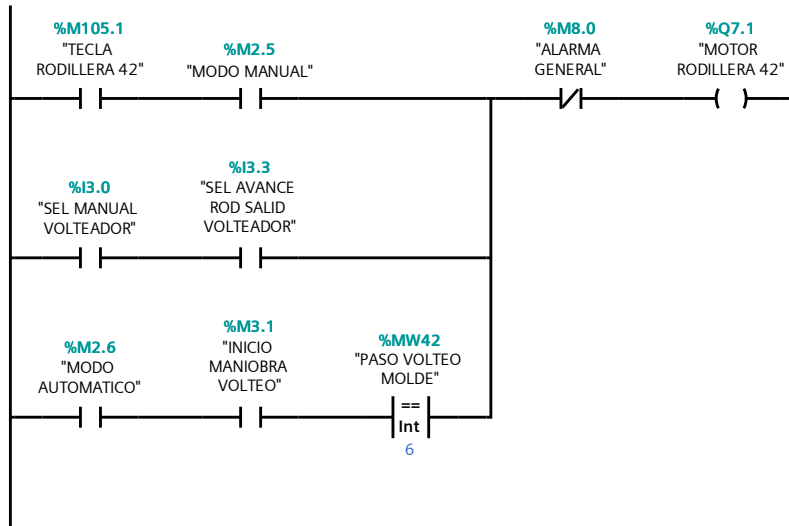 %M105.1
"TECLA
RODILLERA 42"
%M2.5
"MODO MANUAL"
%M8.0
"ALARMA
GENERAL"
%Q7.1
"MOTOR
RODILLERA 42"
%I3.0
"SEL MANUAL
VOLTEADOR"
%I3.3
"SEL AVANCE
ROD SALID
VOLTEADOR"
%M2.6
"MODO
AUTOMATICO"
%M3.1
"INICIO
MANIOBRA
VOLTEO"
%MW42
"PASO VOLTEO
MOLDE"
==
Int
6